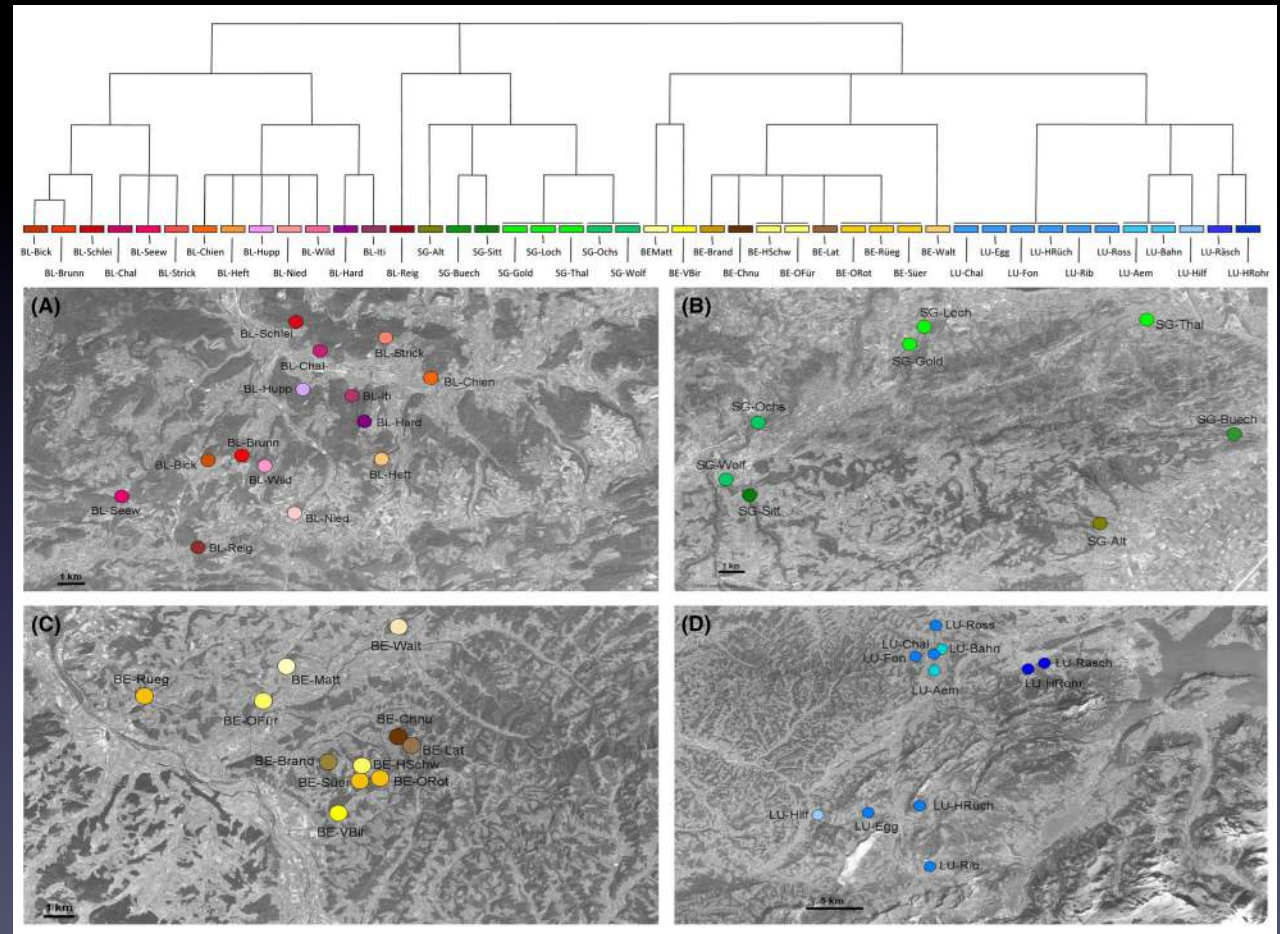 BL-Bick BL-Schlei BL-Seew BL-Chien BL-Hupp BL-Wild BL-Iti SG-Alt SG-Sitt SG-Loch SG-Ochs BEMatt BE-Brand BE-HSchw BE-Lat BE-Rüeg BE-Walt LU-Egg LU-HRüch LU-Ross LU-Bahn LU-Räsch
BL-Brunn BL-Chal BL-Strick BL-Heft BL-Nied BL-Hard BL-Reig SG-Buech SG-Gold SG-Thal SG-Wolf BE-VBir BE-Chnu BE-OFür BE-ORot BE-Süer LU-Chal LU-Fon LU-Rib LU-Aem LU-Hilf LU-HRohr
(A)
BL-Schlei
BL-Strick
BL-Chal
BL-Chien
BL-Hupp
BL-Iti
BL-Hard
BL-Brunn
BL-Bick
BL-Heft
BL-Wild
BL-Seew
BL-Nied
BL-Reig
1 km
(B)
SG-Loch
SG-Thal
SG-Gold
SG-Ochs
SG-Buech
SG-Wolf
SG-Sitt
SG-Alt
1 km
(C)
BE-Walt
BE-Matt
BE-Rüeg
BE-OFür
BE-Chnu
BE-Lat
BE-Brand
BE-HSchw
BE-Süer
BE-ORot
BE-VBir
1 km
(D)
LU-Ross
LU-Chal
LU-Bahn
LU-Fon
LU-Räsch
LU-HRohr
LU-Aem
LU-HRüch
LU-Hilf
LU-Egg
LU-Rib
5 km